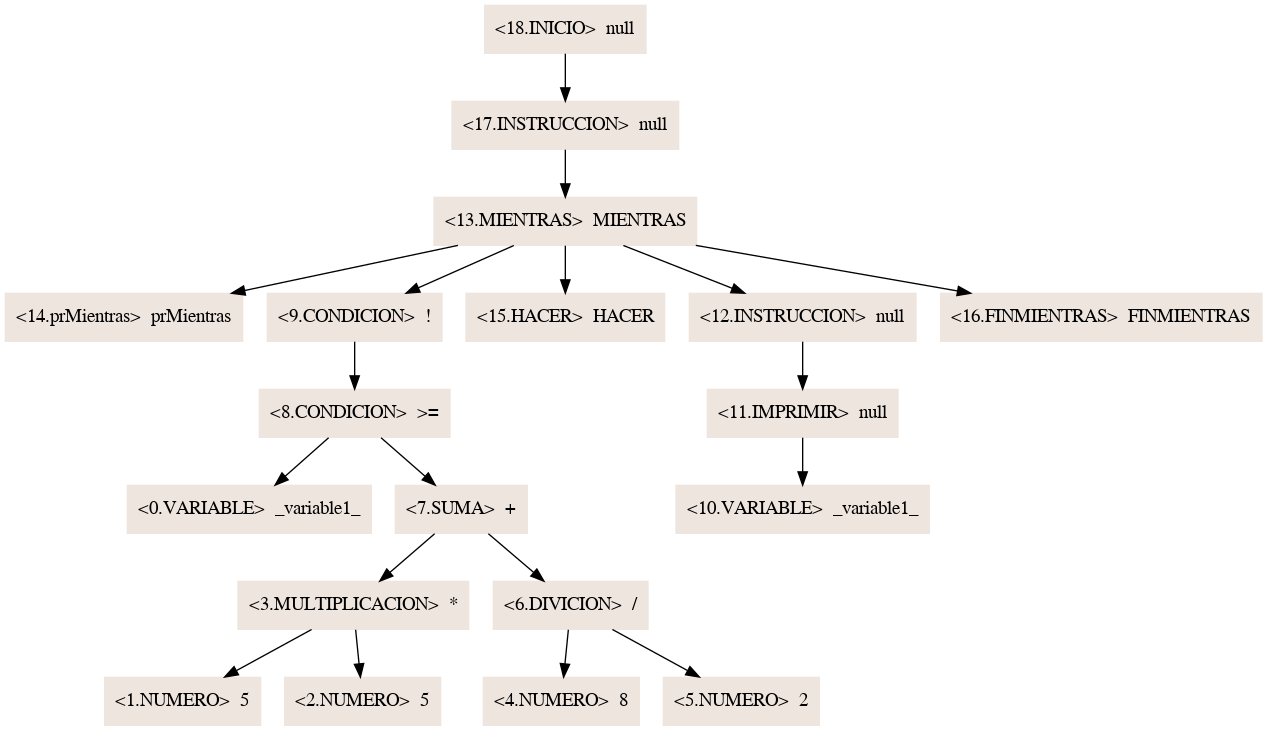 <18.INICIO> null
<17.INSTRUCCION> null
<13.MIENTRAS> MIENTRAS
<14.prMientras> prMientras
<9.CONDICION> !
<15.HACER> HACER
<12.INSTRUCCION> null
<16.FINMIENTRAS> FINMIENTRAS
<8.CONDICION> >=
<11.IMPRIMIR> null
<0.VARIABLE> _variable1_
<7.SUMA> +
<10.VARIABLE> _variable1_
<3.MULTIPLICACION> *
<6.DIVICION> /
<1.NUMERO> 5
<2.NUMERO> 5
<4.NUMERO> 8
<5.NUMERO> 2